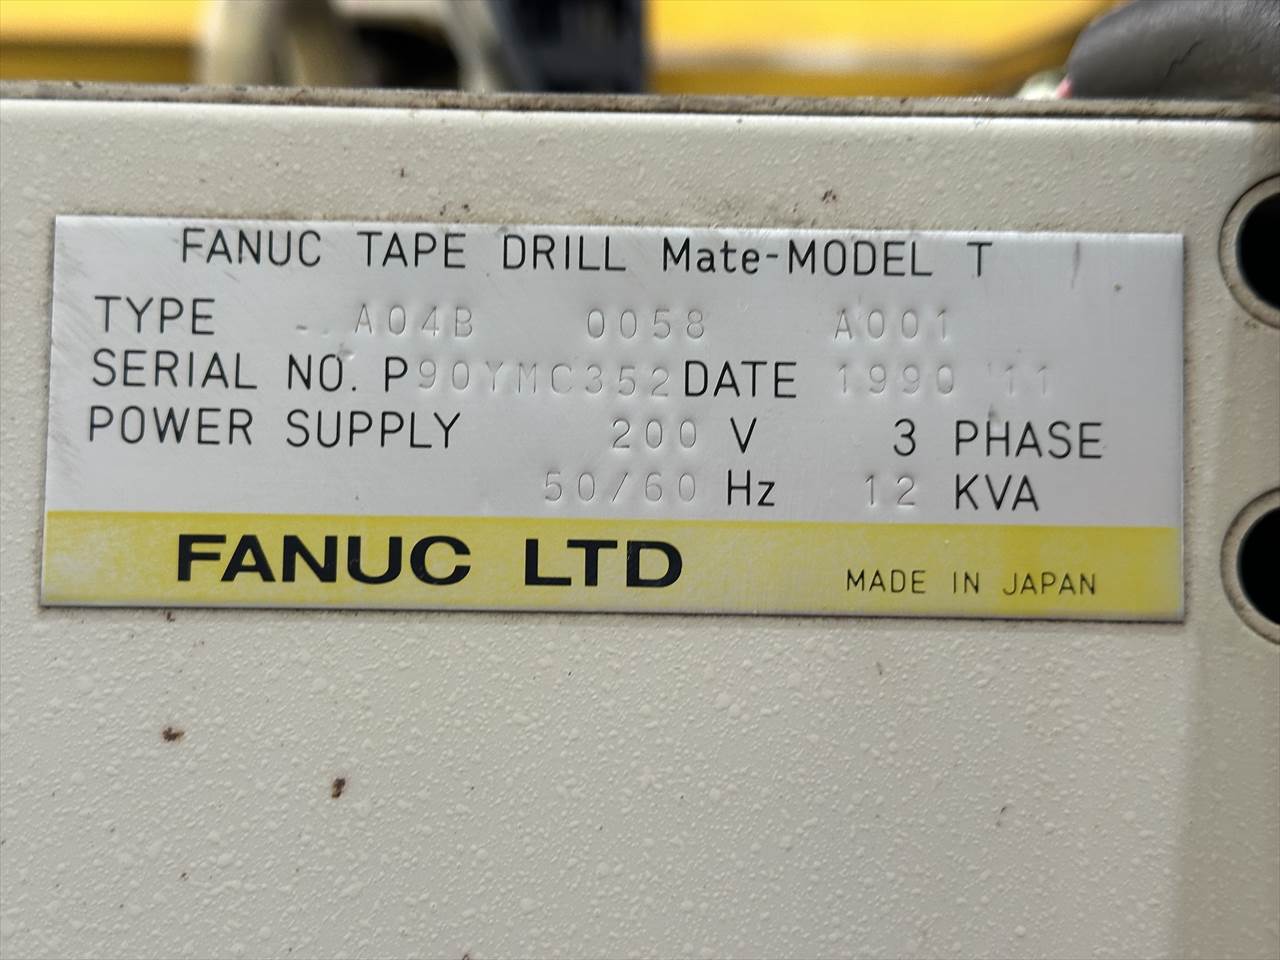 FANUC TAPE DRILL Mate-MODEL T
TYPE A04B 0058 A001
SERIAL NO. P90YMC352 DATE 1990 '11
POWER SUPPLY 200 V 3 PHASE
50/60 Hz 12 KVA
FANUC LTD MADE IN JAPAN